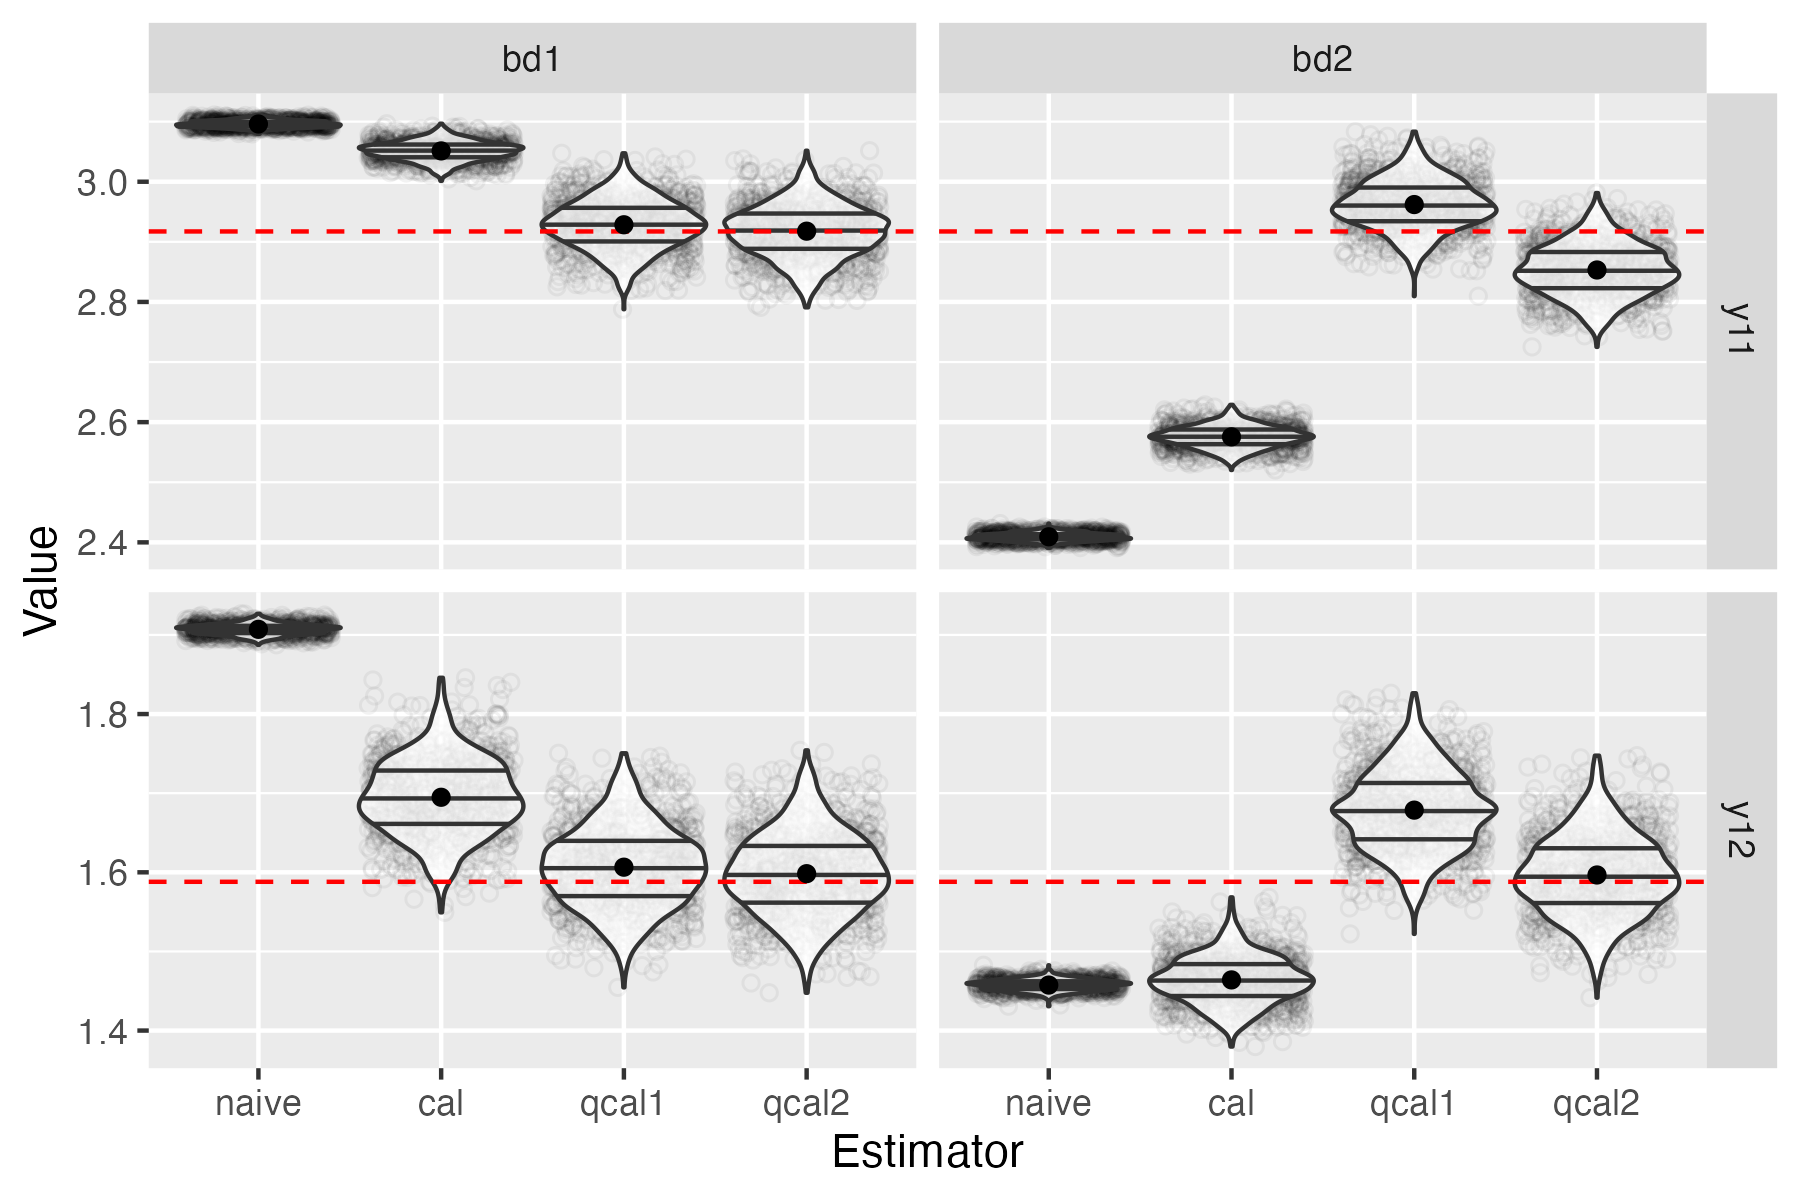 bd1 bd2
3.0
2.8
2.6
2.4
y11
Value
1.8
1.6
1.4
y12
naive cal qcal1 qcal2 naive cal qcal1 qcal2
Estimator